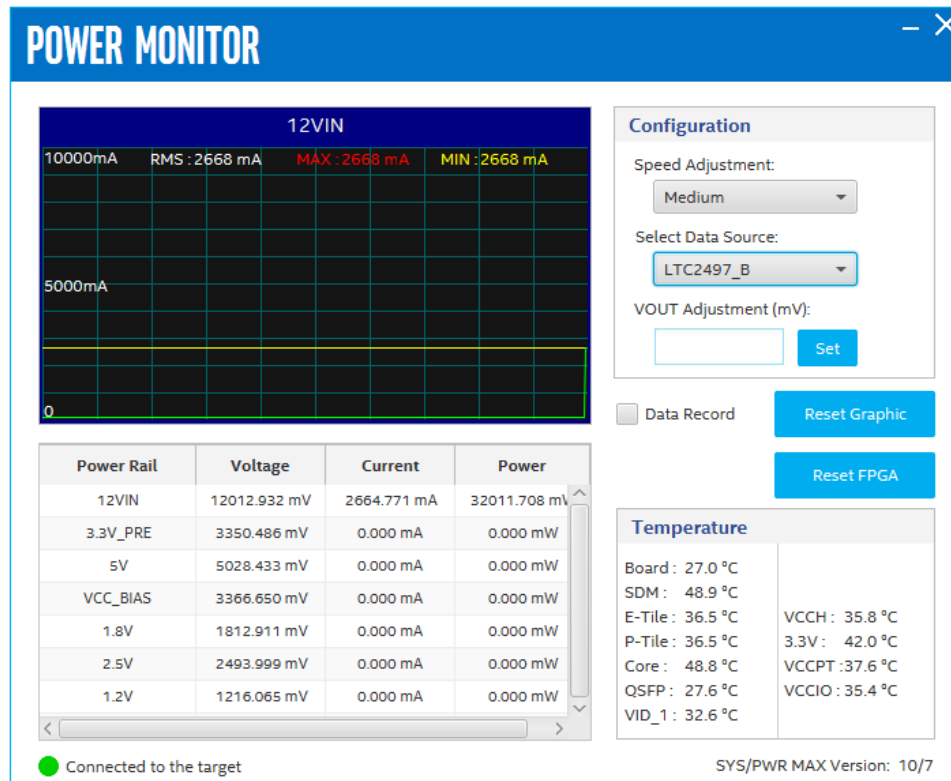 POWER MONITOR
12VIN
10000mA RMS : 2668 mA MAX : 2668 mA MIN : 2668 mA
5000mA
0
Configuration
Speed Adjustment:
Medium
Select Data Source:
LTC2497_B
VOUT Adjustment (mV):
Set
Data Record
Reset Graphic
Reset FPGA
Power Rail Voltage Current Power
12VIN 12012.932 mV 2664.771 mA 32011.708 mW
3.3V_PRE 3350.486 mV 0.000 mA 0.000 mW
5V 5028.433 mV 0.000 mA 0.000 mW
VCC_BIAS 3366.650 mV 0.000 mA 0.000 mW
1.8V 1812.911 mV 0.000 mA 0.000 mW
2.5V 2493.999 mV 0.000 mA 0.000 mW
1.2V 1216.065 mV 0.000 mA 0.000 mW
Temperature
Board : 27.0 °C
SDM : 48.9 °C
E-Tile : 36.5 °C
P-Tile : 36.5 °C
Core : 48.8 °C
QSFP : 27.6 °C
VID_1 : 32.6 °C
VCCH : 35.8 °C
3.3V : 42.0 °C
VCCPT :37.6 °C
VCCIO : 35.4 °C
Connected to the target
SYS/PWR MAX Version: 10/7